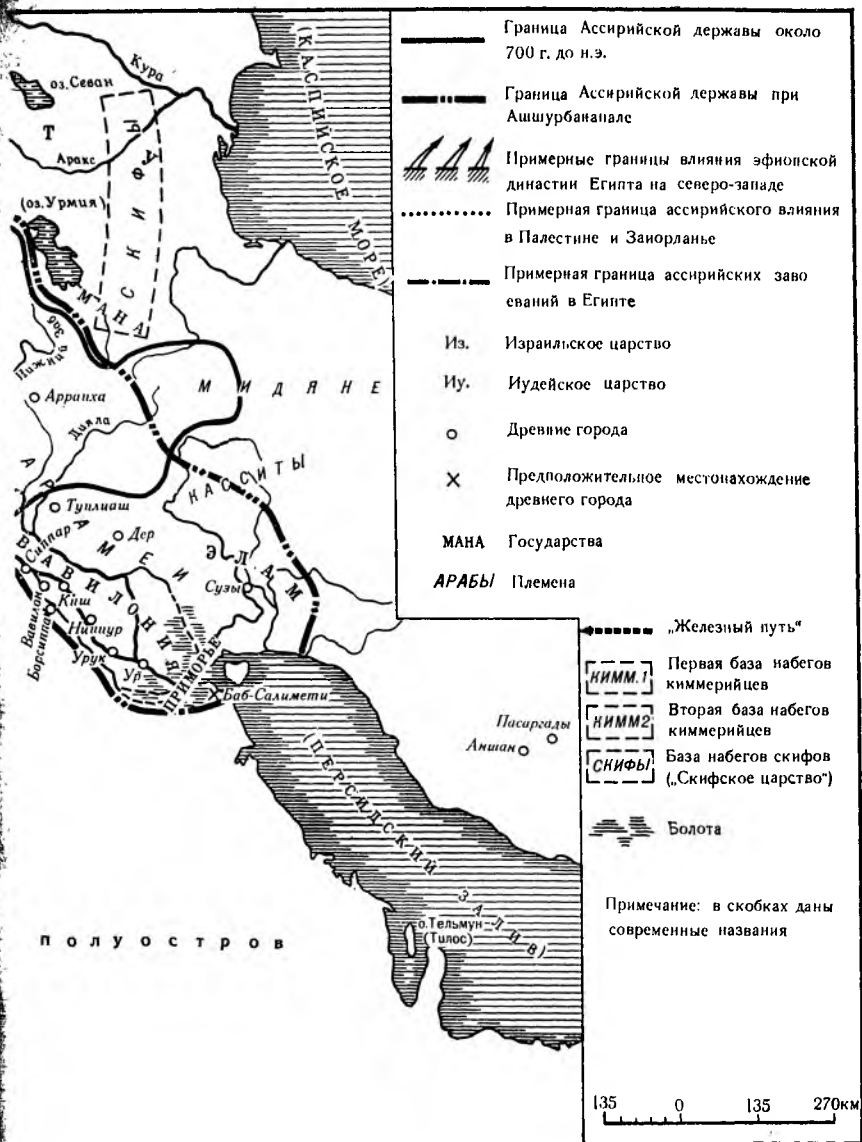 Граница Ассирийской державы около
700 г. до н.э.
Граница Ассирийской державы при
Ашшурбанапале
Примерные границы влияния эфиопской
династии Египта на северо-западе
Примерная граница ассирийского влияния
в Палестине и Заиорданье
Примерная граница ассирийских заво
еваний в Египте
Из. Израильское царство
Иу. Иудейское царство
Древние города
Предположительное местонахождение
древнего города
МАНА Государства
АРАБЫ Племена
„Железный путь“
КИММ.1 Первая база набегов
киммерийцев
КИММ2 Вторая база набегов
киммерийцев
СКИФЫ База набегов скифов
(„Скифское царство“)
Болота
Примечание: в скобках даны
современные названия
135 0 135 270км
Кура
оз. Севан
Т
Аракс
СКИФЫ
(КАСПИЙСКОЕ МОРЕ)
(оз. Урмия)
МАНА
Нижний Заб
Аррапха
МИДЯНЕ
Дияла
КАССИТЫ
АРАМЕИ
Туплиаш
Дер
Сиппар
ВАВИЛОНИЯ
ЭЛАМ
Сузы
Вавилон
Киш
Борсиппа
Ниппур
Урук
Ур
ПРИМОРЬЕ
Баб-Салимети
Пасаргады
Аншан
(ПЕРСИДСКИЙ ЗАЛИВ)
о.Тельмун
(Тилос)
ПОЛУОСТРОВ